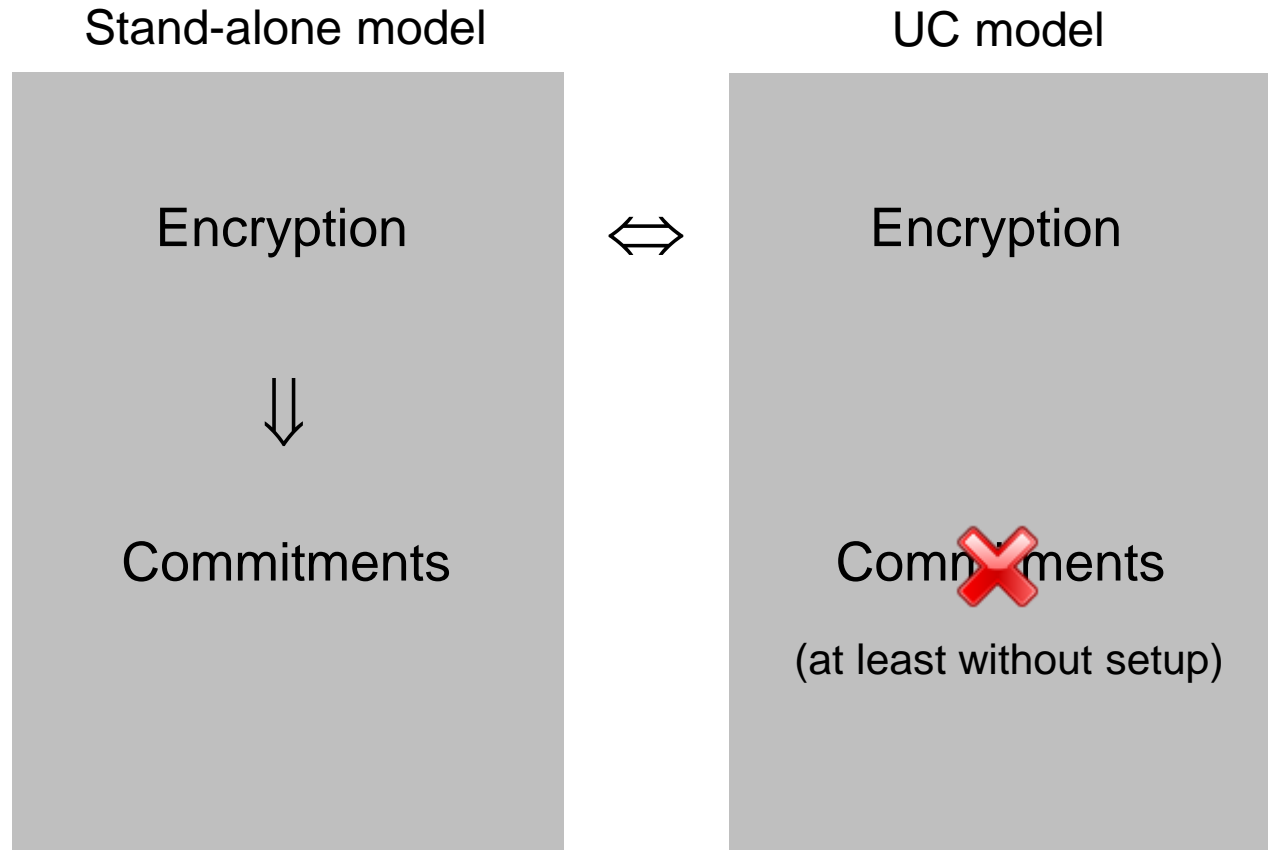 Stand-alone model
UC model
Encryption
⇔
Encryption
⇓
Commitments
Commitments
(at least without setup)